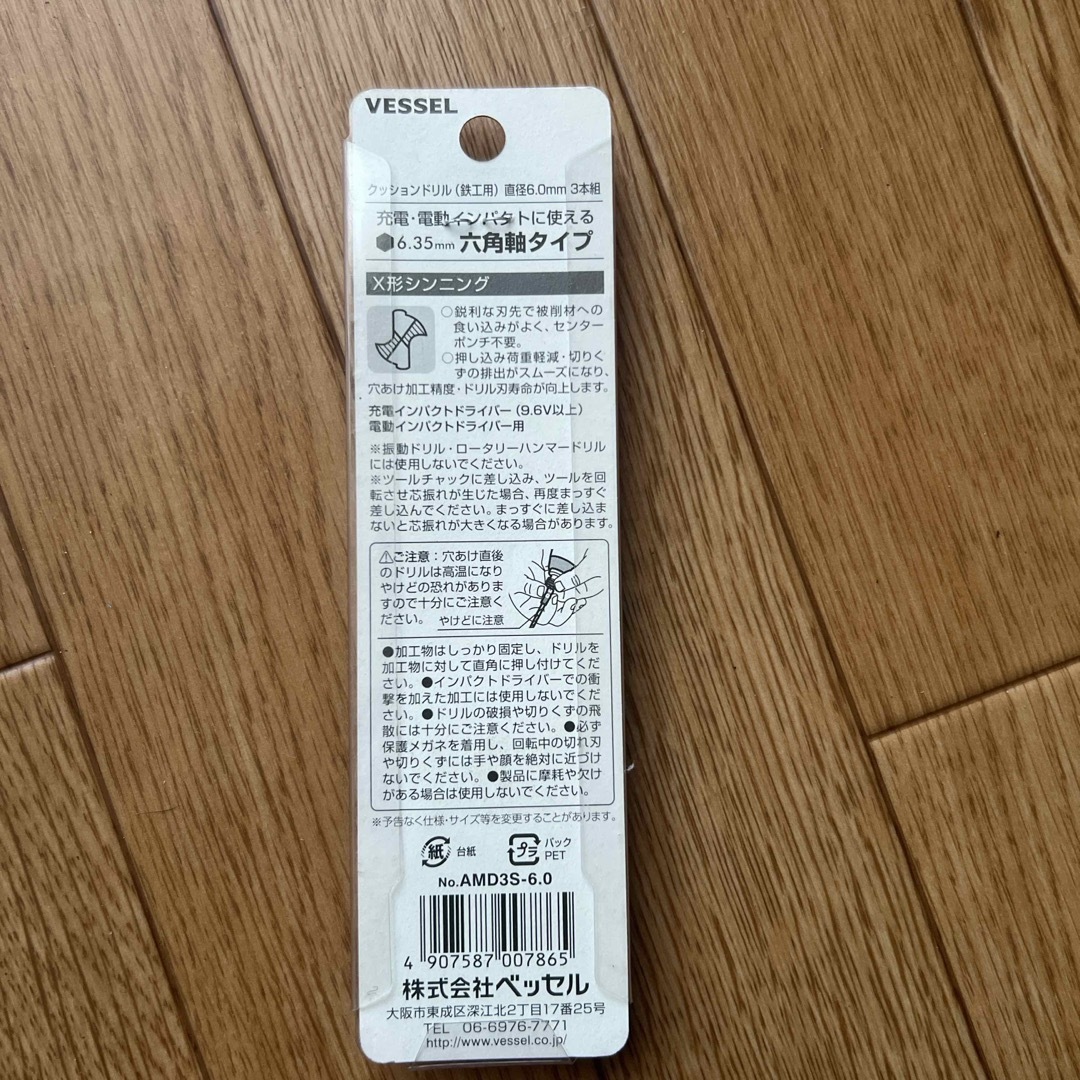 VESSEL
クッションドリル（鉄工用）直径6.0mm 3本組
充電・電動インパクトに使える
6.35mm 六角軸タイプ
X形シンニング
○鋭利な刃先で被削材への
食い込みがよく、センター
ポンチ不要。
○押し込み荷重軽減・切りく
ずの排出がスムーズになり、
穴あけ加工精度・ドリル刃寿命が向上します。
充電インパクトドライバー（9.6V以上）
電動インパクトドライバー用
※振動ドリル・ロータリーハンマードリル
には使用しないでください。
※ツールチャックに差し込み、ツールを回
転させ芯振れが生じた場合、再度まっすぐ
差し込んでください。まっすぐに差し込ま
ないと芯振れが大きくなる場合があります。
⚠ご注意：穴あけ直後
のドリルは高温になり
やけどの恐れがありま
すので十分にご注意く
ださい。 やけどに注意
●加工物はしっかり固定し、ドリルを
加工物に対して直角に押し付けてくだ
さい。●インパクトドライバーでの衝
撃を加えた加工には使用しないでくだ
さい。●ドリルの破損や切りくずの飛
散には十分にご注意ください。●必ず
保護メガネを着用し、回転中の切れ刃
や切りくずには手や顔を絶対に近づけ
ないでください。●製品に摩耗や欠け
がある場合は使用しないでください。
※予告なく仕様・サイズ等を変更することがあります。
紙 台紙 プラ パック
PET
No.AMD3S-6.0
4 907587 007865
株式会社ベッセル
大阪市東成区深江北2丁目17番25号
TEL 06-6976-7771
http://www.vessel.co.jp/